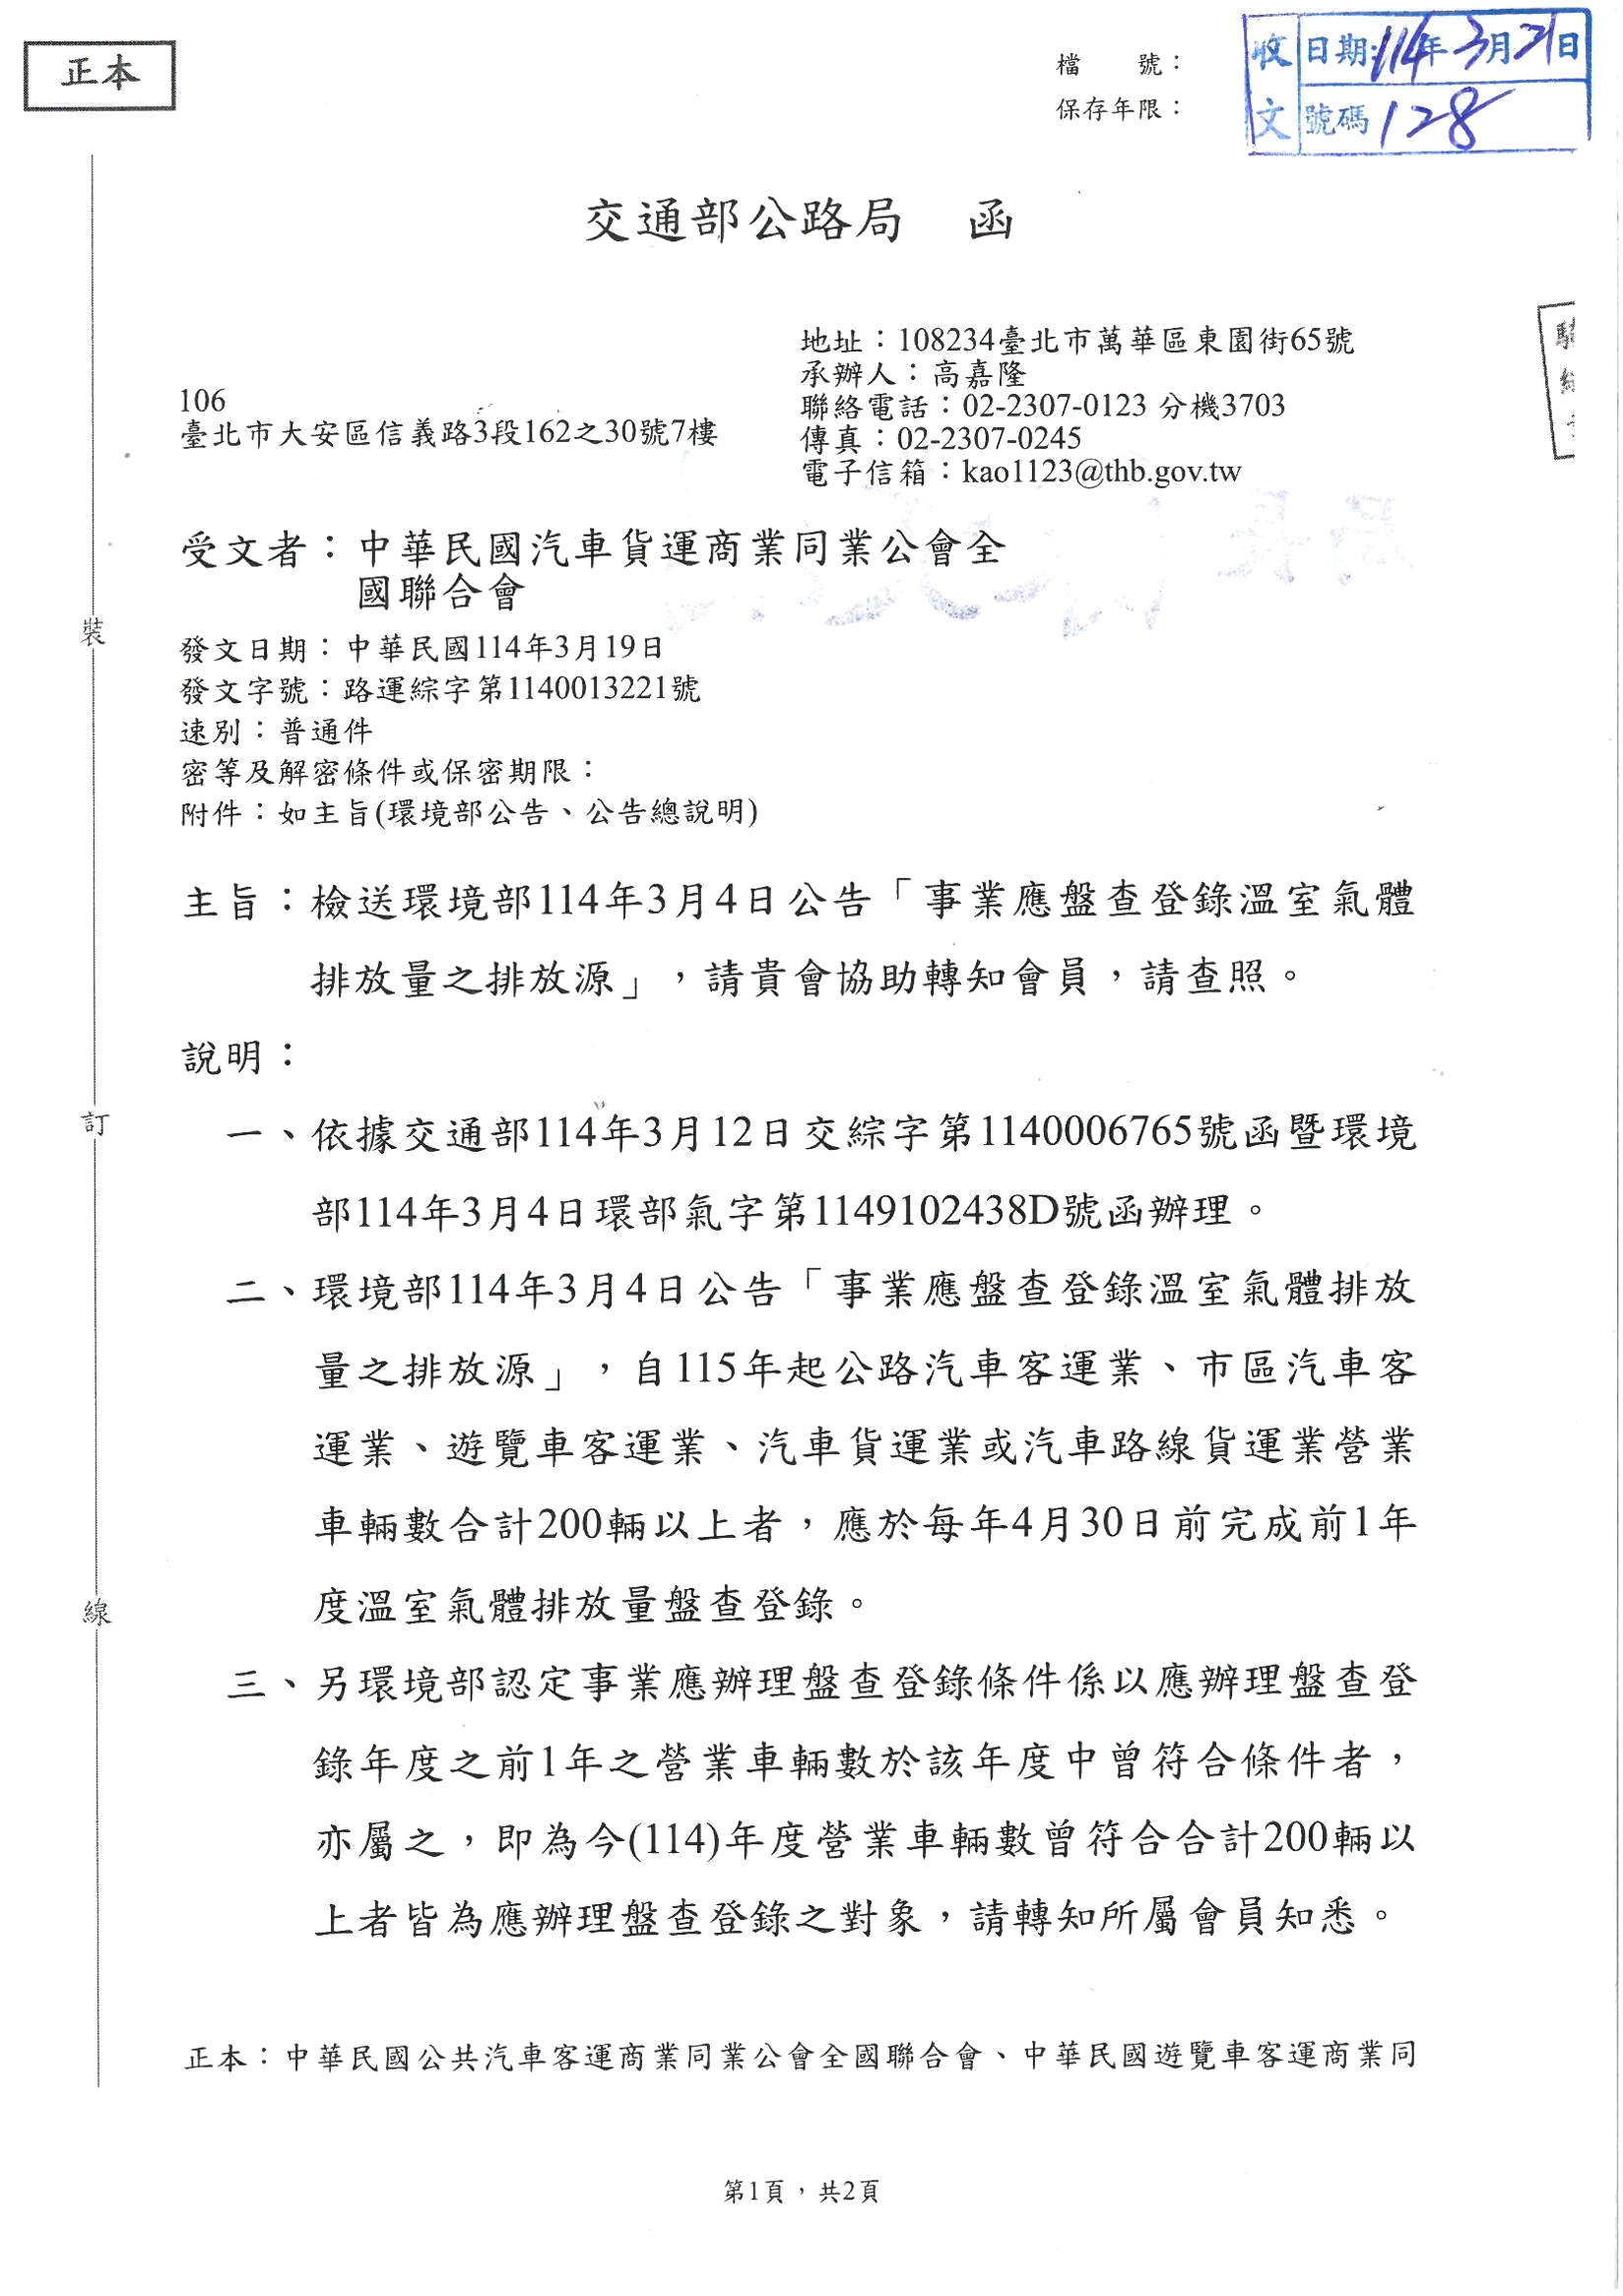 正本
檔　　號：
保存年限：
收文
日期:114年3月21日
號碼128
交通部公路局　函
地址：108234臺北市萬華區東園街65號
承辦人：高嘉隆
聯絡電話：02-2307-0123 分機3703
傳真：02-2307-0245
電子信箱：kao1123@thb.gov.tw
106
臺北市大安區信義路3段162之30號7樓
受文者：中華民國汽車貨運商業同業公會全
國聯合會
發文日期：中華民國114年3月19日
發文字號：路運綜字第1140013221號
速別：普通件
密等及解密條件或保密期限：
附件：如主旨(環境部公告、公告總說明)
主旨：檢送環境部114年3月4日公告「事業應盤查登錄溫室氣體
排放量之排放源」，請貴會協助轉知會員，請查照。
說明：
一、依據交通部114年3月12日交綜字第1140006765號函暨環境
部114年3月4日環部氣字第1149102438D號函辦理。
二、環境部114年3月4日公告「事業應盤查登錄溫室氣體排放
量之排放源」，自115年起公路汽車客運業、市區汽車客
運業、遊覽車客運業、汽車貨運業或汽車路線貨運業營業
車輛數合計200輛以上者，應於每年4月30日前完成前1年
度溫室氣體排放量盤查登錄。
三、另環境部認定事業應辦理盤查登錄條件係以應辦理盤查登
錄年度之前1年之營業車輛數於該年度中曾符合條件者，
亦屬之，即為今(114)年度營業車輛數曾符合合計200輛以
上者皆為應辦理盤查登錄之對象，請轉知所屬會員知悉。
正本：中華民國公共汽車客運商業同業公會全國聯合會、中華民國遊覽車客運商業同
裝
訂
線
第1頁，共2頁